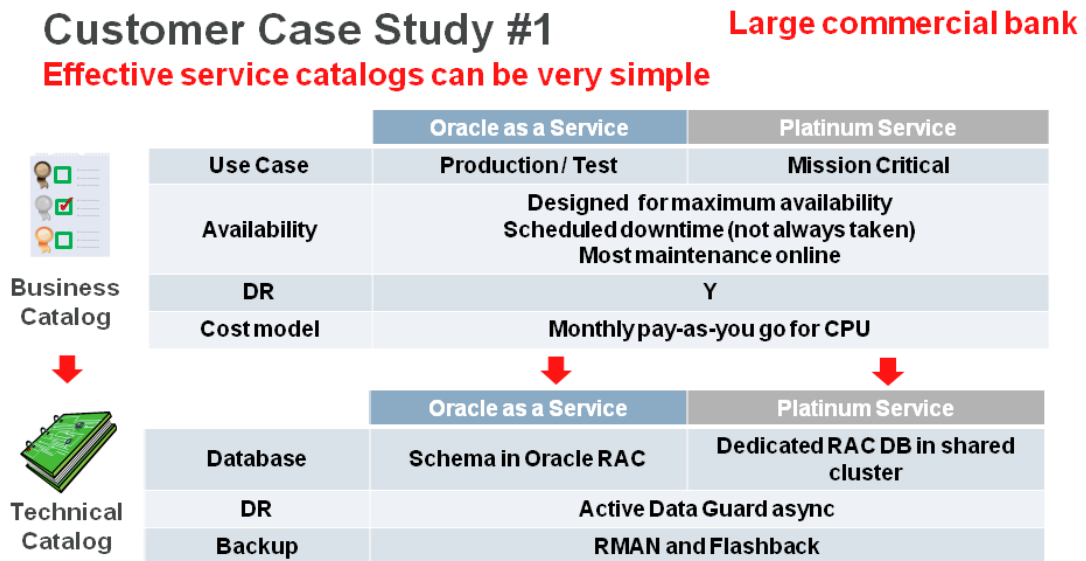 Customer Case Study #1
Large commercial bank
Effective service catalogs can be very simple
Oracle as a Service Platinum Service
Use Case Production / Test Mission Critical
Availability
Designed for maximum availability
Scheduled downtime (not always taken)
Most maintenance online
DR Y
Cost model Monthly pay-as-you go for CPU
Business
Catalog
Oracle as a Service Platinum Service
Database Schema in Oracle RAC
Dedicated RAC DB in shared
cluster
DR Active Data Guard async
Backup RMAN and Flashback
Technical
Catalog